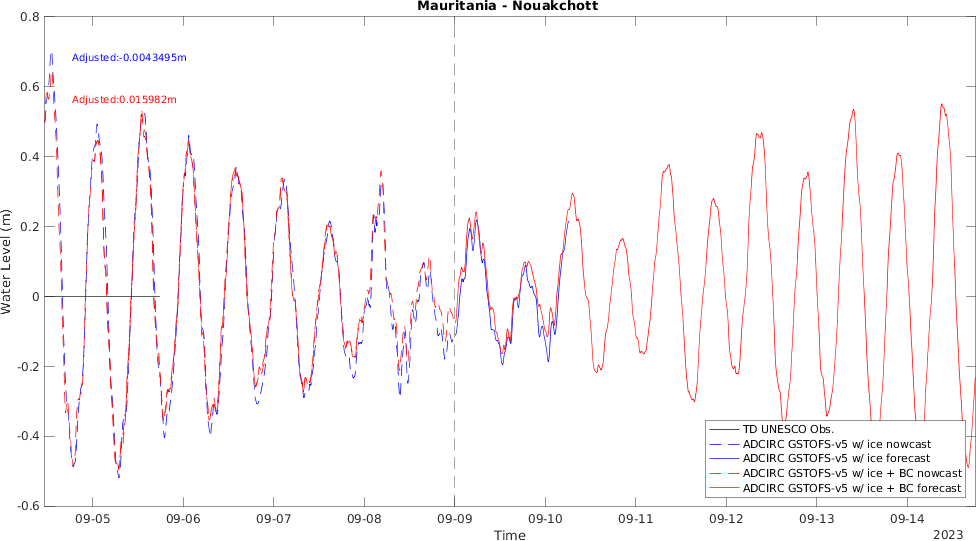 Mauritania - Nouakchott
Adjusted:-0.0043495m
Adjusted:0.015982m
Water Level (m)
0.8
0.6
0.4
0.2
0
-0.2
-0.4
-0.6
TD UNESCO Obs.
ADCIRC GSTOFS-v5 w/ ice nowcast
ADCIRC GSTOFS-v5 w/ ice forecast
ADCIRC GSTOFS-v5 w/ ice + BC nowcast
ADCIRC GSTOFS-v5 w/ ice + BC forecast
09-05 09-06 09-07 09-08 09-09 09-10 09-11 09-12 09-13 09-14
Time
2023